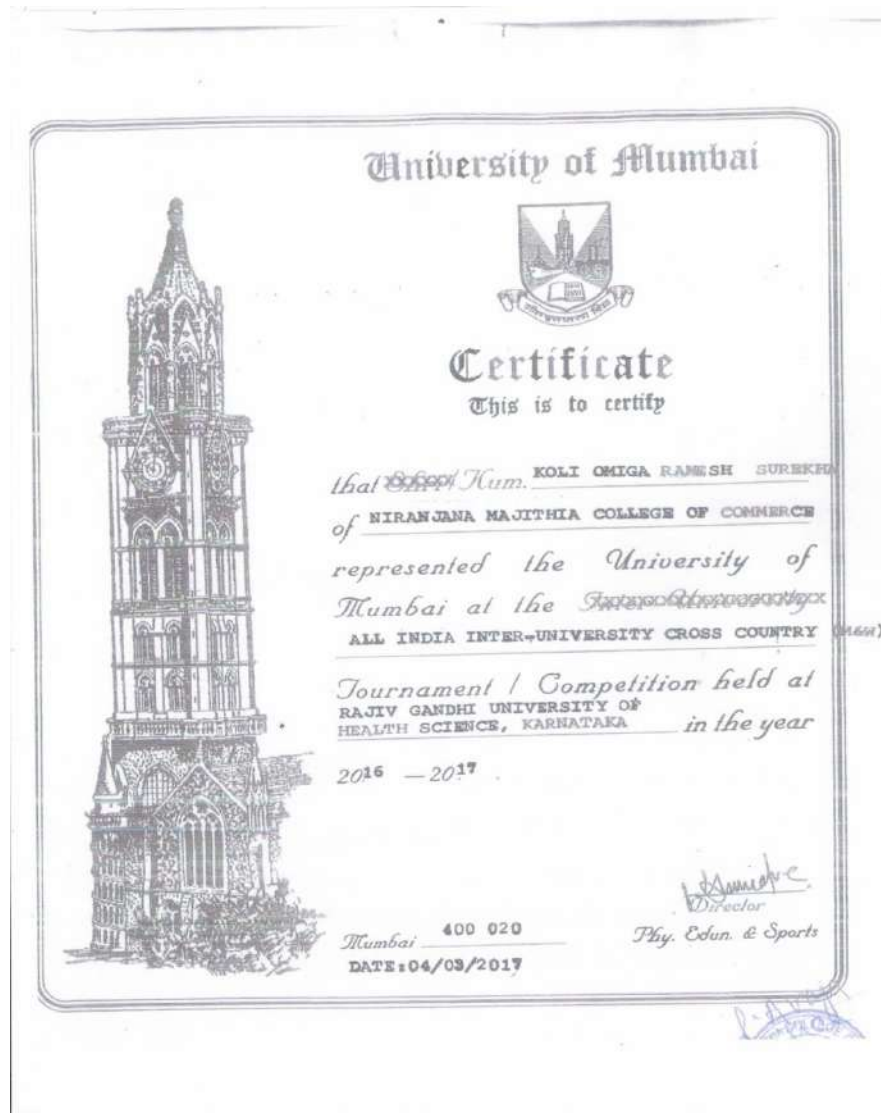 University of Mumbai
Certificate
This is to certify
that Kum. KOLI OMIGA RAMESH SUREKHA
of NIRANJANA MAJITHIA COLLEGE OF COMMERCE
represented the University of
Mumbai at the
ALL INDIA INTER-UNIVERSITY CROSS COUNTRY
Tournament / Competition held at
RAJIV GANDHI UNIVERSITY OF
HEALTH SCIENCE, KARNATAKA in the year
2016 — 2017
Director
Phy. Edun. & Sports
Mumbai 400 020
DATE:04/03/2017